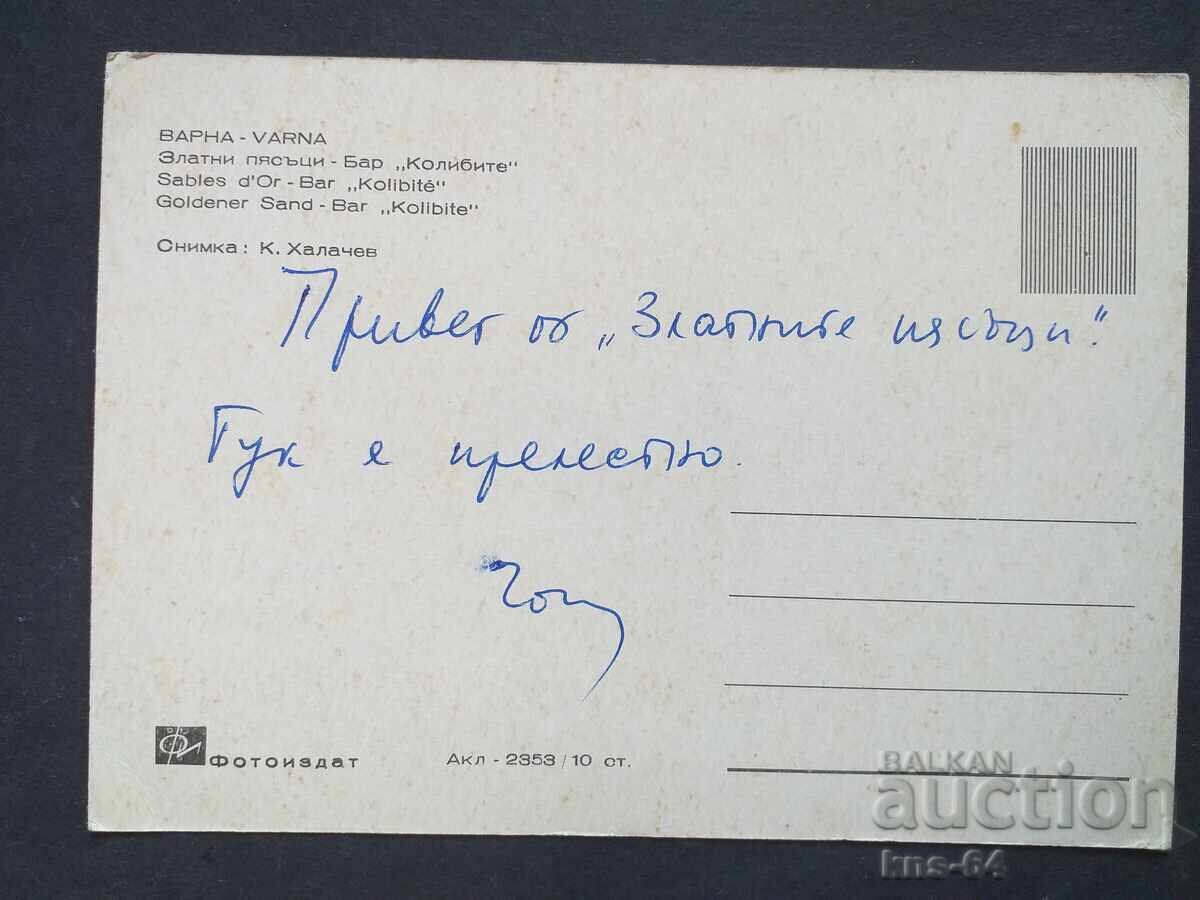 ВАРНА - VARNA
Златни пясъци - Бар „Колибите"
Sables d'Or - Bar „Kolibité"
Goldener Sand - Bar „Kolibite"
Снимка: К. Халачев
Привет от „Златните пясъци".
Тук е прелестно.
Фотоиздат
Акл - 2353/10 ст.
BALKAN
auction
kns-64